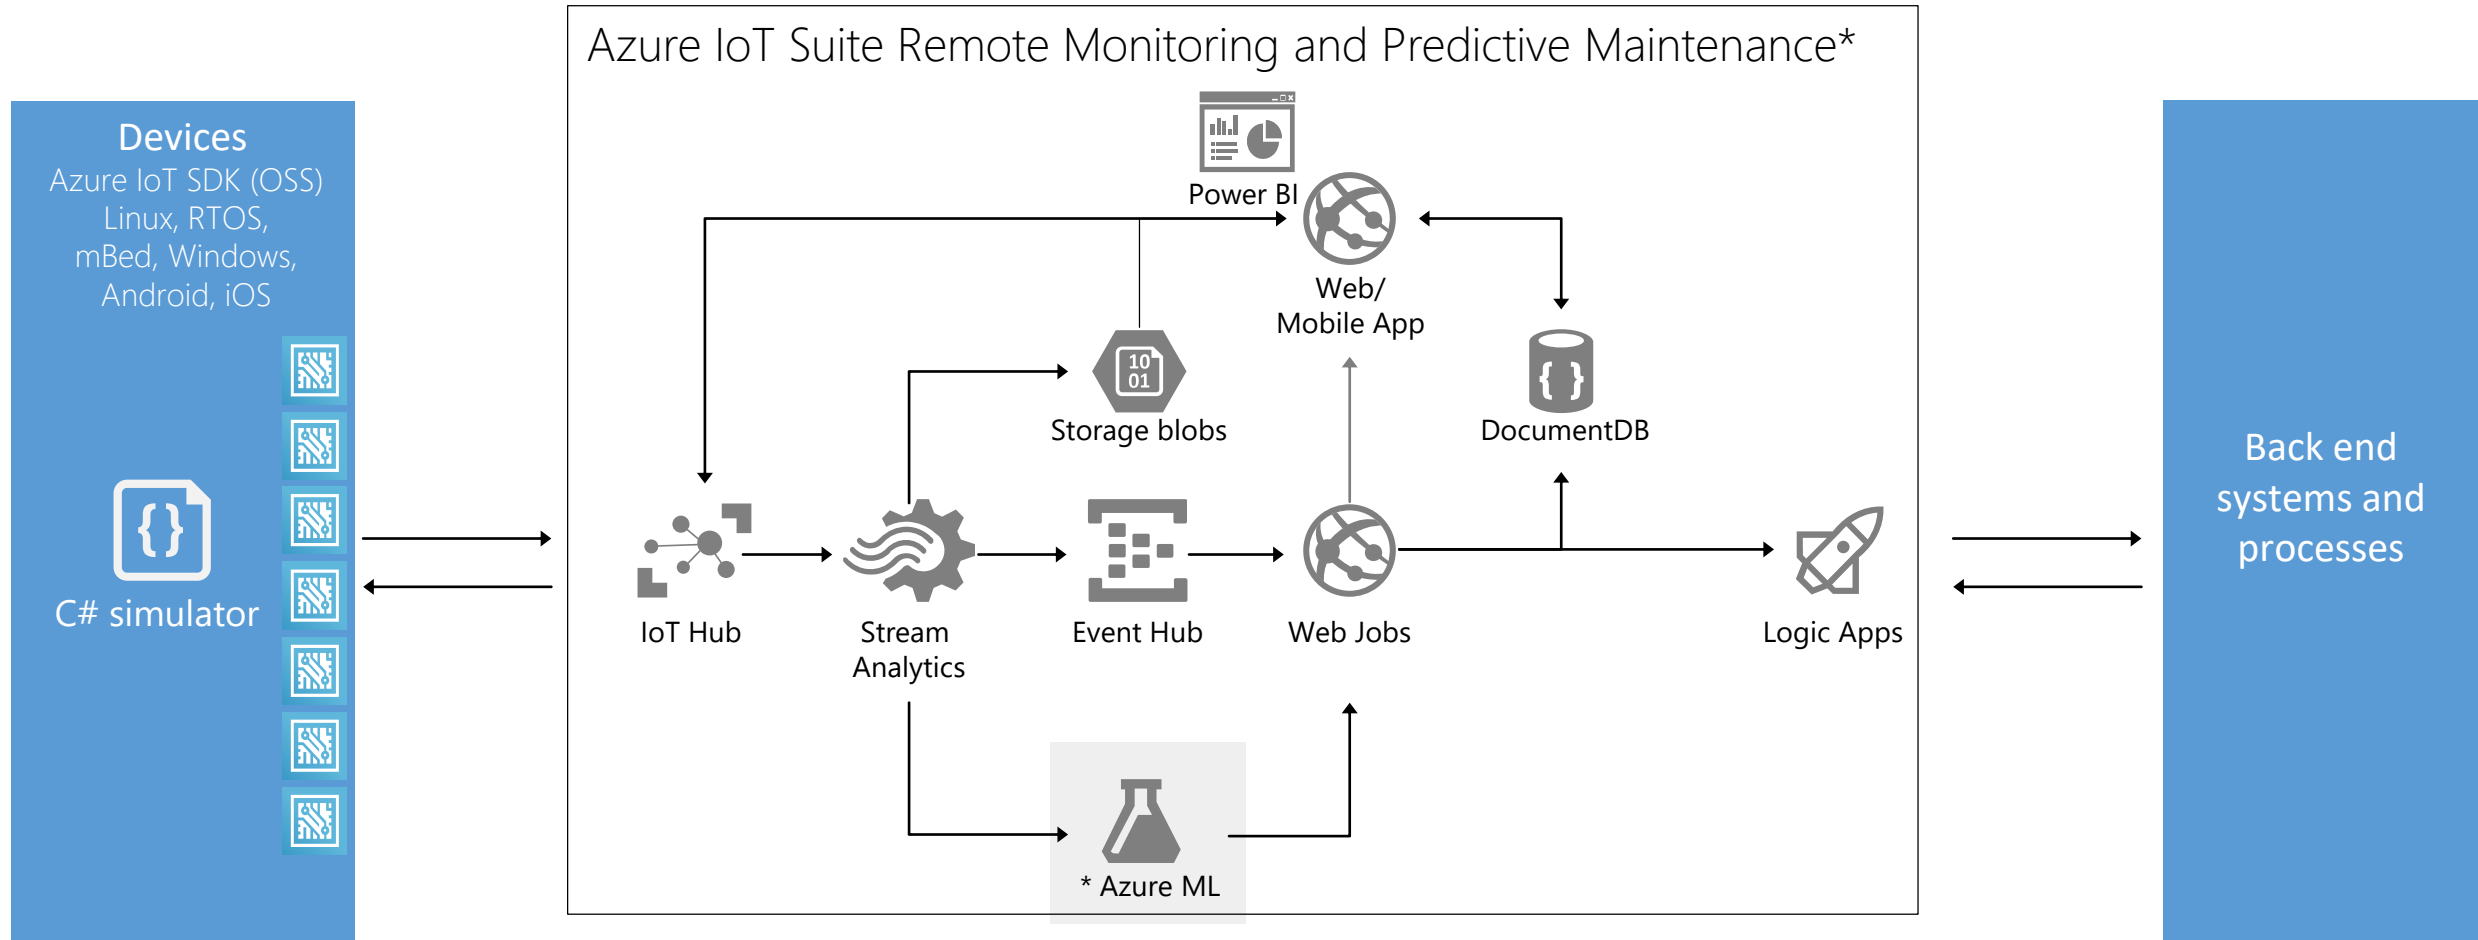 Azure IoT Suite Remote Monitoring and Predictive Maintenance*
Devices
Azure IoT SDK (OSS)
Linux, RTOS,
mBed, Windows,
Android, iOS
{}
C# simulator
Power BI
Web/
Mobile App
10
01
Storage blobs
{ }
DocumentDB
IoT Hub
Stream
Analytics
Event Hub
Web Jobs
Logic Apps
* Azure ML
Back end
systems and
processes